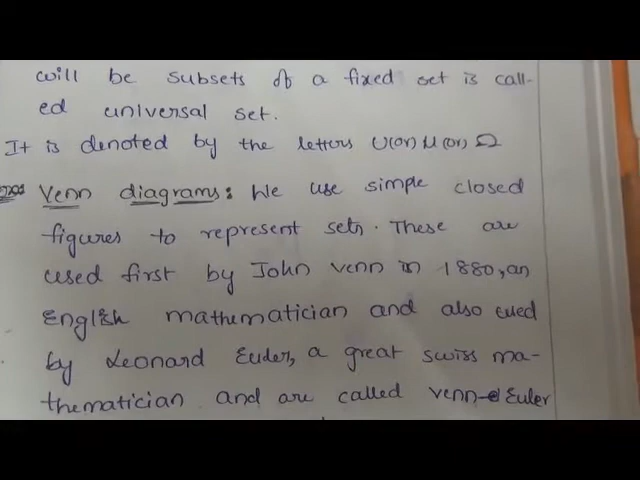 will be subsets of a fixed set is call-
ed universal set.
It is denoted by the letters U(or) μ(or) Ω
Venn diagrams: We use simple closed
figures to represent sets. These are
used first by John venn in 1880, an
English mathematician and also used
by Leonard Euler, a great swiss ma-
thematician and are called venn-Euler